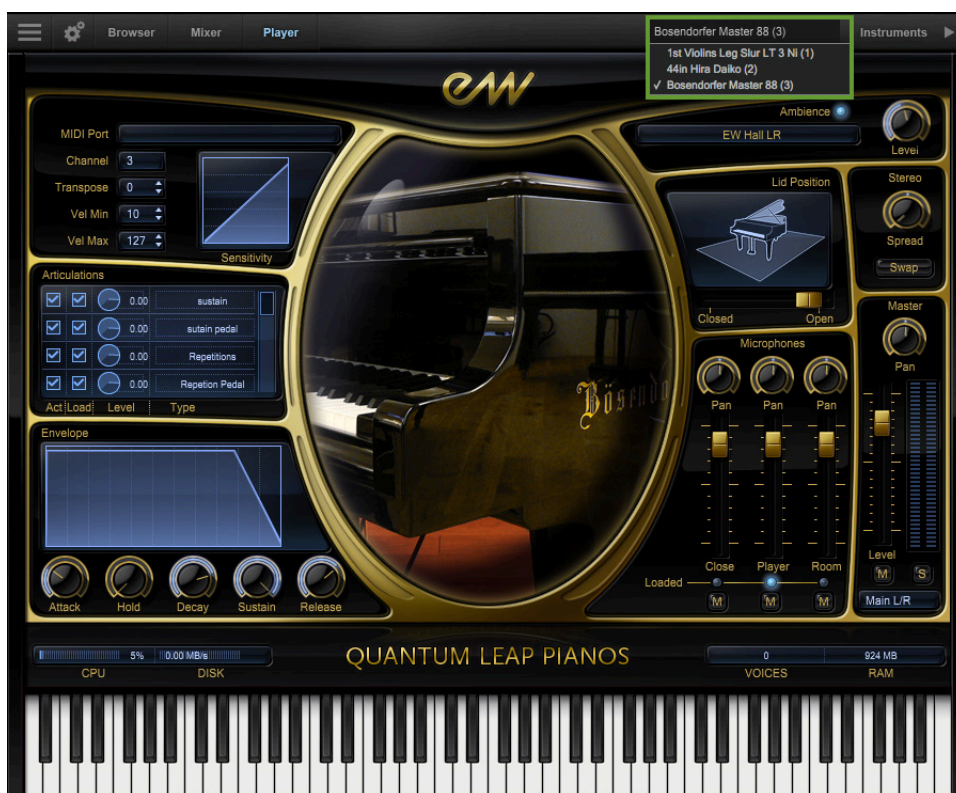 Browser
Mixer
Player
Bosendorfer Master 88 (3)
Instruments
1st Violins Leg Slur LT 3 Ni (1)
44in Hira Daiko (2)
✓ Bosendorfer Master 88 (3)
ew
Ambience
EW Hall LR
Level
MIDI Port
Channel 3
Transpose 0
Vel Min 10
Vel Max 127
Sensitivity
Lid Position
Closed
Open
Stereo
Spread
Swap
Articulations
0.00 sustain
0.00 sutain pedal
0.00 Repetitions
0.00 Repetion Pedal
Act Load Level Type
Bösendo
Microphones
Pan Pan Pan
Close Player Room
Loaded
M M M
Master
Pan
Level
M S
Main L/R
Envelope
Attack Hold Decay Sustain Release
5% 0.00 MB/s
CPU DISK
QUANTUM LEAP PIANOS
0 924 MB
VOICES RAM